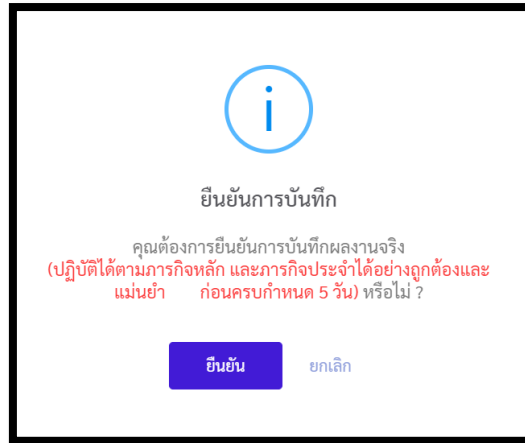 ยืนยันการบันทึก
คุณต้องการยืนยันการบันทึกผลงานจริง
(ปฏิบัติได้ตามภารกิจหลัก และภารกิจประจำได้อย่างถูกต้องและ
แม่นยำ ก่อนครบกำหนด 5 วัน) หรือไม่ ?
ยืนยัน ยกเลิก